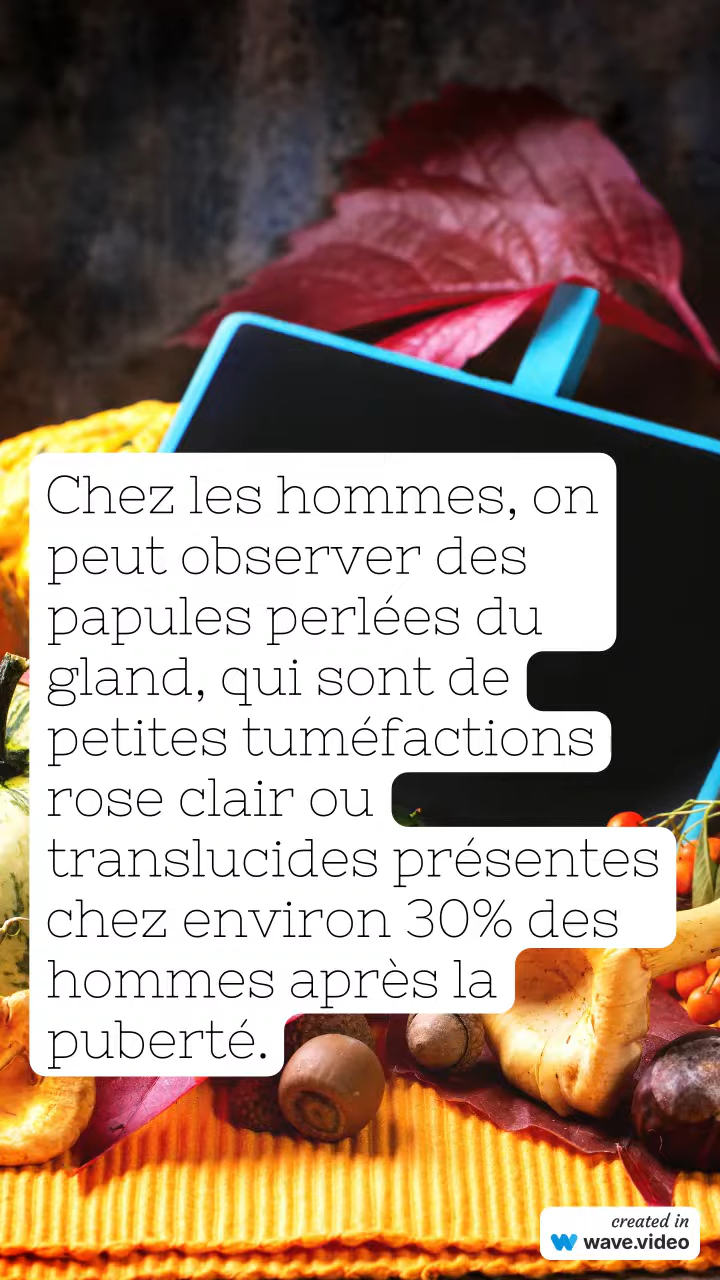 Chez les hommes, on
peut observer des
papules perlées du
gland, qui sont de
petites tuméfactions
rose clair ou
translucides présentes
chez environ 30% des
hommes après la
puberté.
created in
wave.video